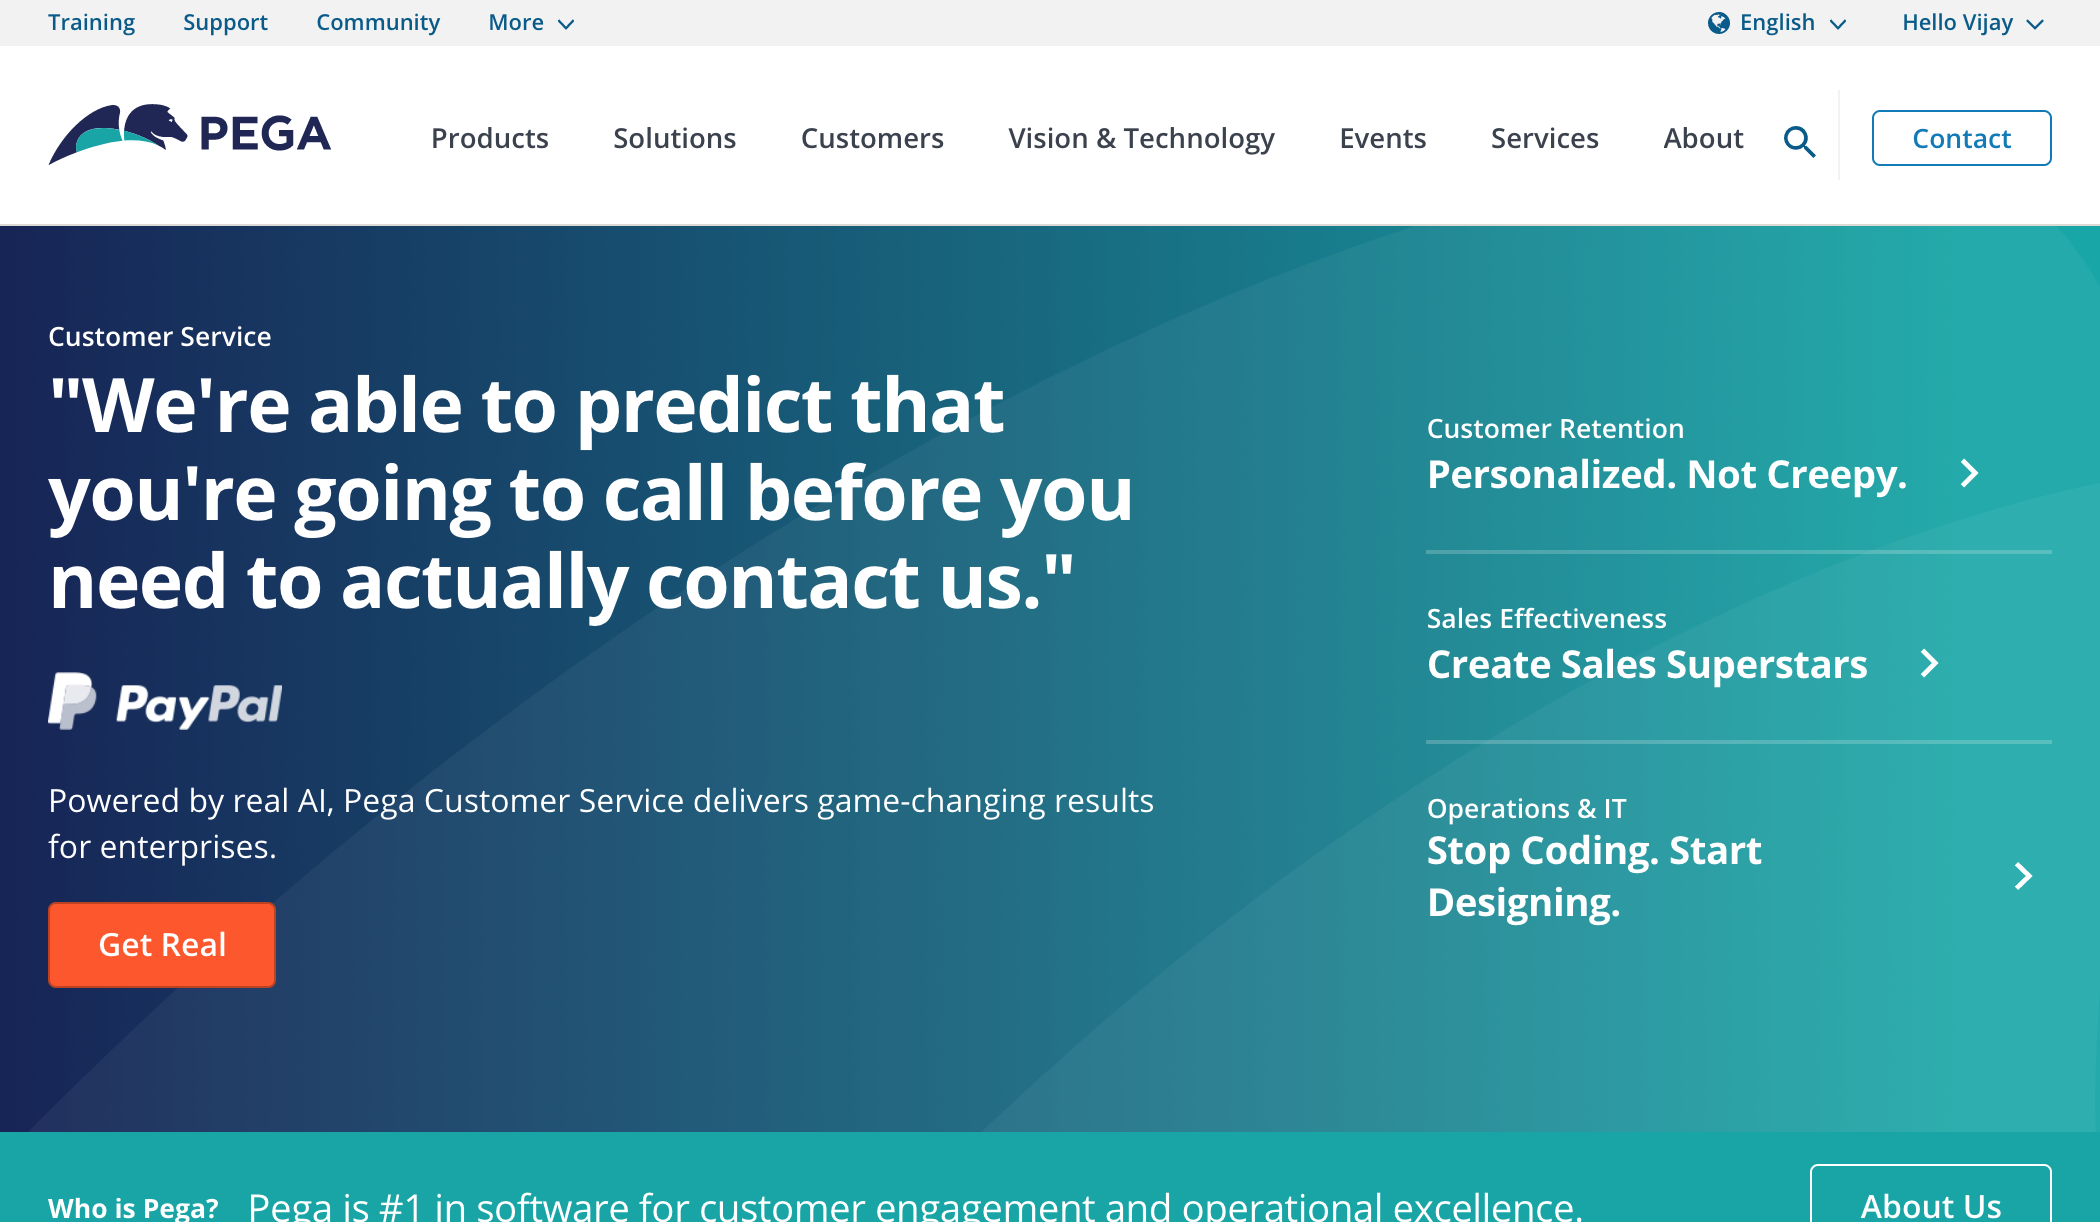 Training Support Community More English Hello Vijay
PEGA Products Solutions Customers Vision & Technology Events Services About Contact
Customer Service
"We're able to predict that
you're going to call before you
need to actually contact us."
PayPal
Powered by real AI, Pega Customer Service delivers game-changing results
for enterprises.
Get Real
Customer Retention
Personalized. Not Creepy.
Sales Effectiveness
Create Sales Superstars
Operations & IT
Stop Coding. Start
Designing.
Who is Pega? Pega is #1 in software for customer engagement and operational excellence. About Us